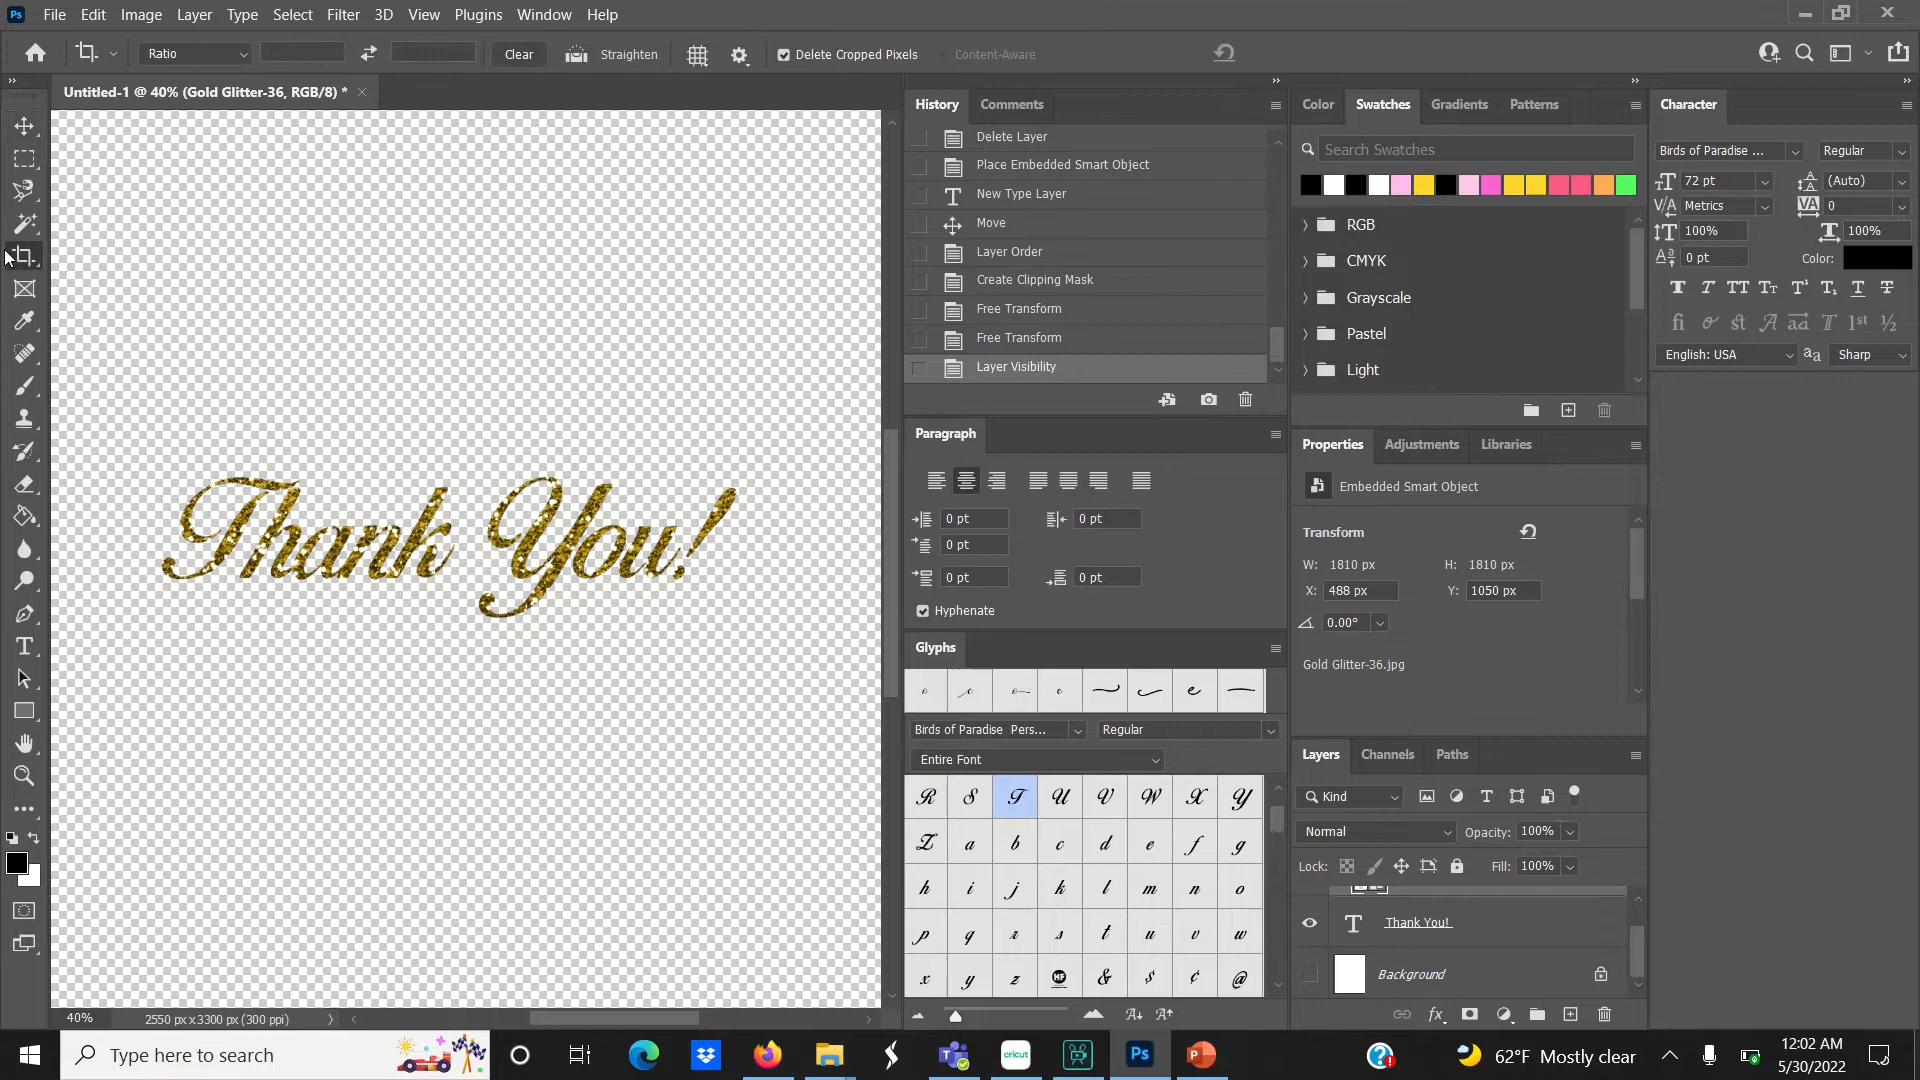 File Edit Image Layer Type Select Filter 3D View Plugins Window Help
Ratio Clear Straighten Delete Cropped Pixels Content-Aware
Untitled-1 @ 40% (Gold Glitter-36, RGB/8) *
Thank You!
40% 2550 px x 3300 px (300 ppi)
History Comments
Delete Layer
Place Embedded Smart Object
New Type Layer
Move
Layer Order
Create Clipping Mask
Free Transform
Free Transform
Layer Visibility
Paragraph
0 pt 0 pt
0 pt
0 pt 0 pt
Hyphenate
Glyphs
Birds of Paradise Pers... Regular
Entire Font
R S T U V W X Y
Z a b c d e f g
h i j k l m n o
p q r s t u v w
x y z & $ ¢ @
Color Swatches Gradients Patterns
Search Swatches
RGB
CMYK
Grayscale
Pastel
Light
Properties Adjustments Libraries
Embedded Smart Object
Transform
W: 1810 px H: 1810 px
X: 488 px Y: 1050 px
0.00°
Gold Glitter-36.jpg
Layers Channels Paths
Kind
Normal Opacity: 100%
Lock: Fill: 100%
Thank You!
Background
Character
Birds of Paradise ... Regular
72 pt (Auto)
Metrics 0
100% 100%
0 pt Color:
English: USA Sharp
Type here to search
cricut
Ps
62°F Mostly clear
12:02 AM
5/30/2022